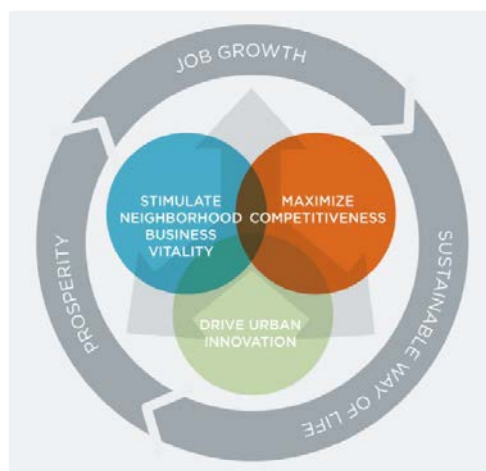 JOB GROWTH
STIMULATE
NEIGHBORHOOD
BUSINESS
VITALITY
MAXIMIZE
COMPETITIVENESS
DRIVE URBAN
INNOVATION
PROSPERITY
SUSTAINABLE WAY OF LIFE